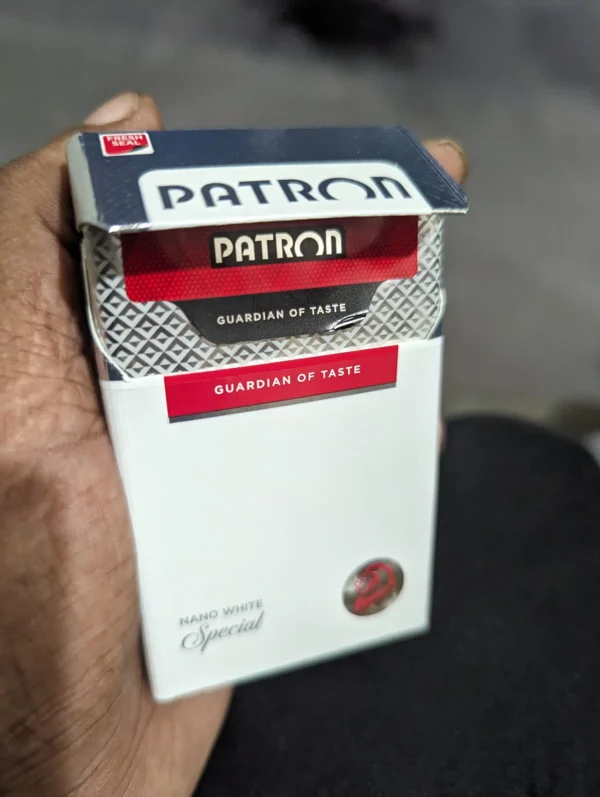 FRESH
SEAL
PATRON
PATRON
GUARDIAN OF TASTE
GUARDIAN OF TASTE
NANO WHITE
Special